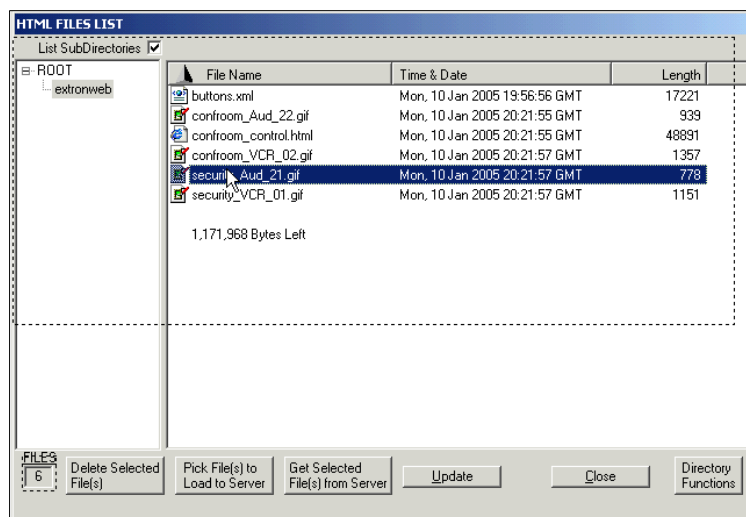 HTML FILES LIST
List SubDirectories
ROOT
extronweb
File Name Time & Date Length
buttons.xml Mon, 10 Jan 2005 19:56:56 GMT 17221
confroom_Aud_22.gif Mon, 10 Jan 2005 20:21:55 GMT 939
confroom_control.html Mon, 10 Jan 2005 20:21:55 GMT 48891
confroom_VCR_02.gif Mon, 10 Jan 2005 20:21:57 GMT 1357
security_Aud_21.gif Mon, 10 Jan 2005 20:21:57 GMT 778
security_VCR_01.gif Mon, 10 Jan 2005 20:21:57 GMT 1151
1,171,968 Bytes Left
FILES
6
Delete Selected
File(s)
Pick File(s) to
Load to Server
Get Selected
File(s) from Server
Update
Close
Directory
Functions